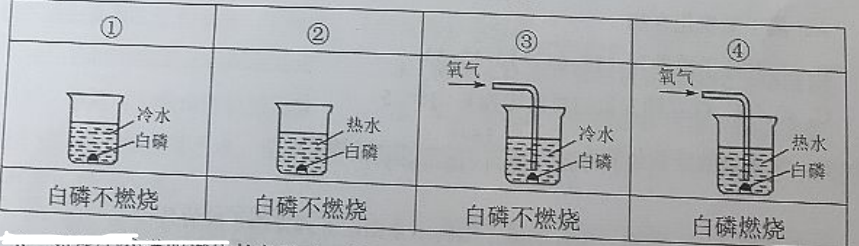 ① ② ③ ④
冷水
白磷
热水
白磷
氧气
冷水
白磷
氧气
热水
白磷
白磷不燃烧 白磷不燃烧 白磷不燃烧 白磷燃烧